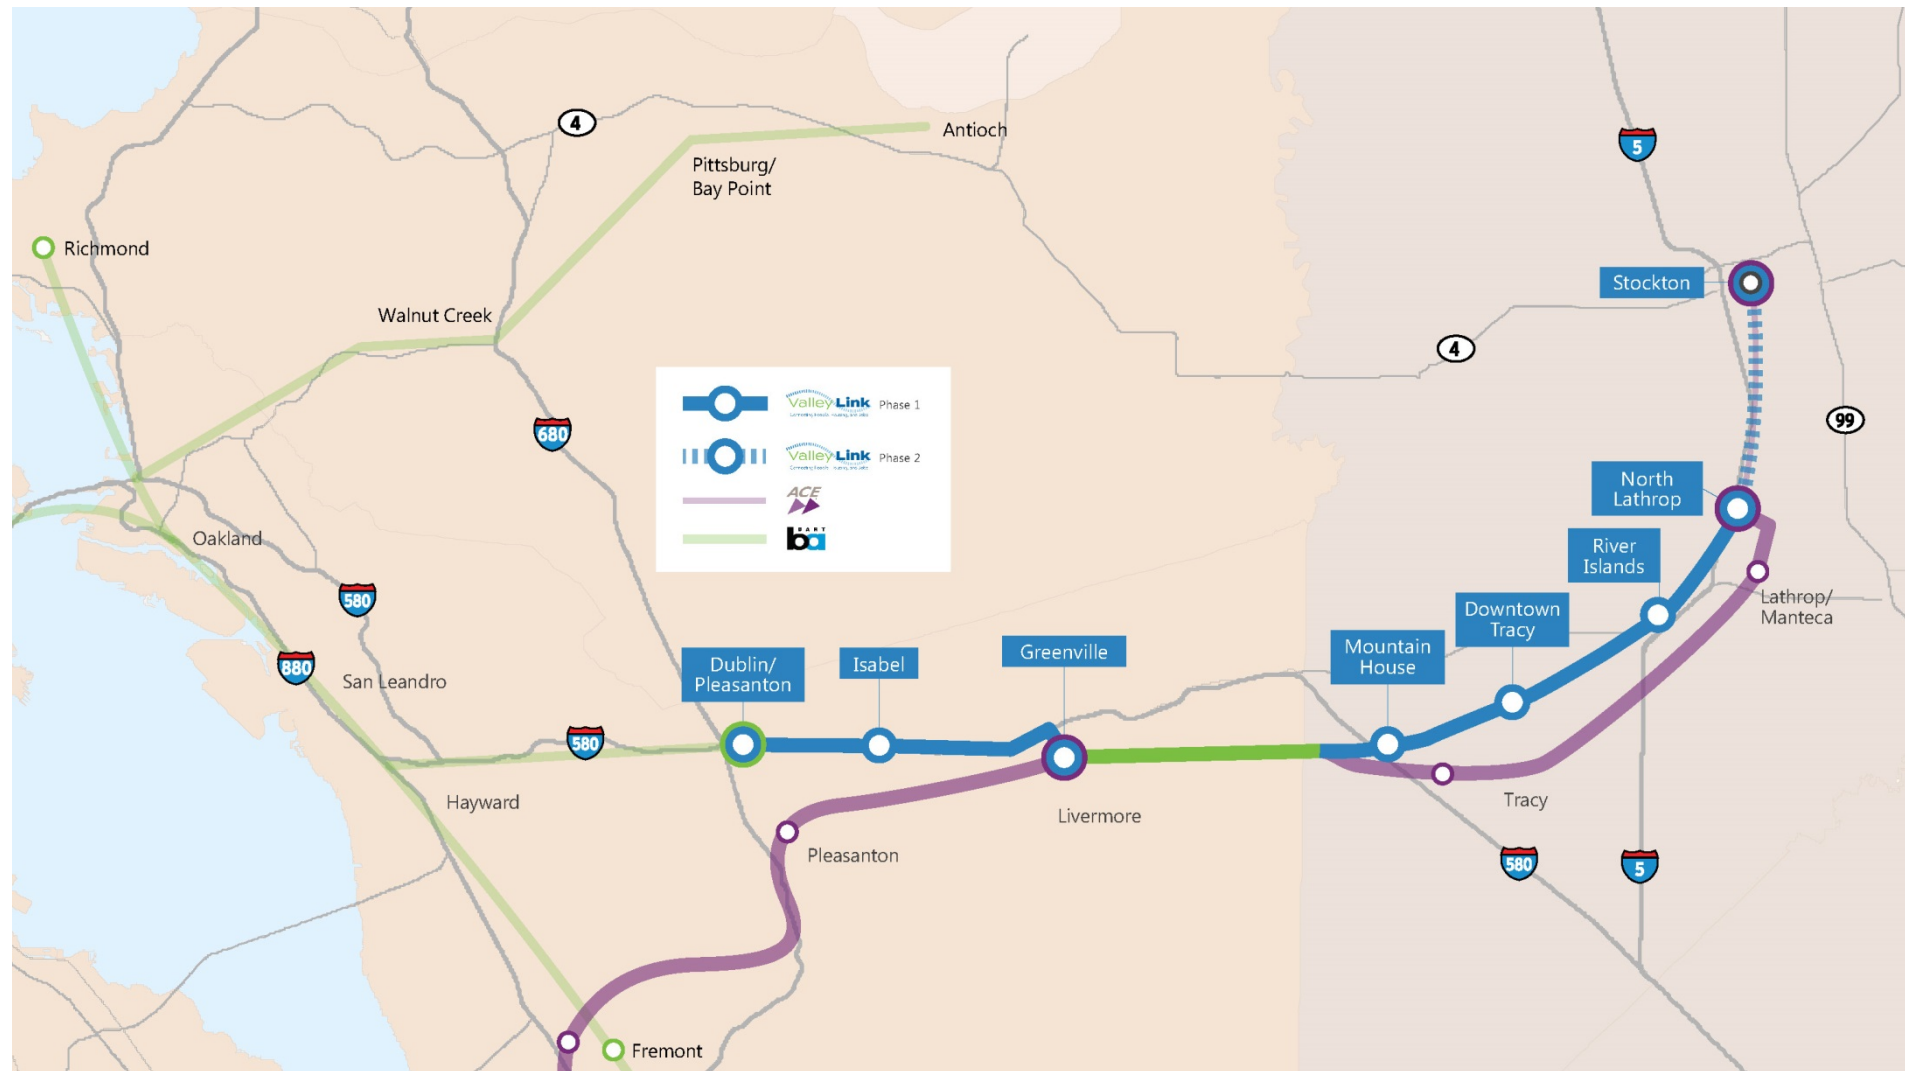 4
Antioch
5
Pittsburg/
Bay Point
Richmond
Stockton
Walnut Creek
4
Valley Link Phase 1
680
99
Valley Link Phase 2
North
Lathrop
ACE
BART
ba
Oakland
River
Islands
580
Downtown
Tracy
Lathrop/
Manteca
880
San Leandro
Dublin/
Pleasanton
Isabel
Greenville
Mountain
House
580
Hayward
Livermore
Tracy
Pleasanton
580
5
Fremont